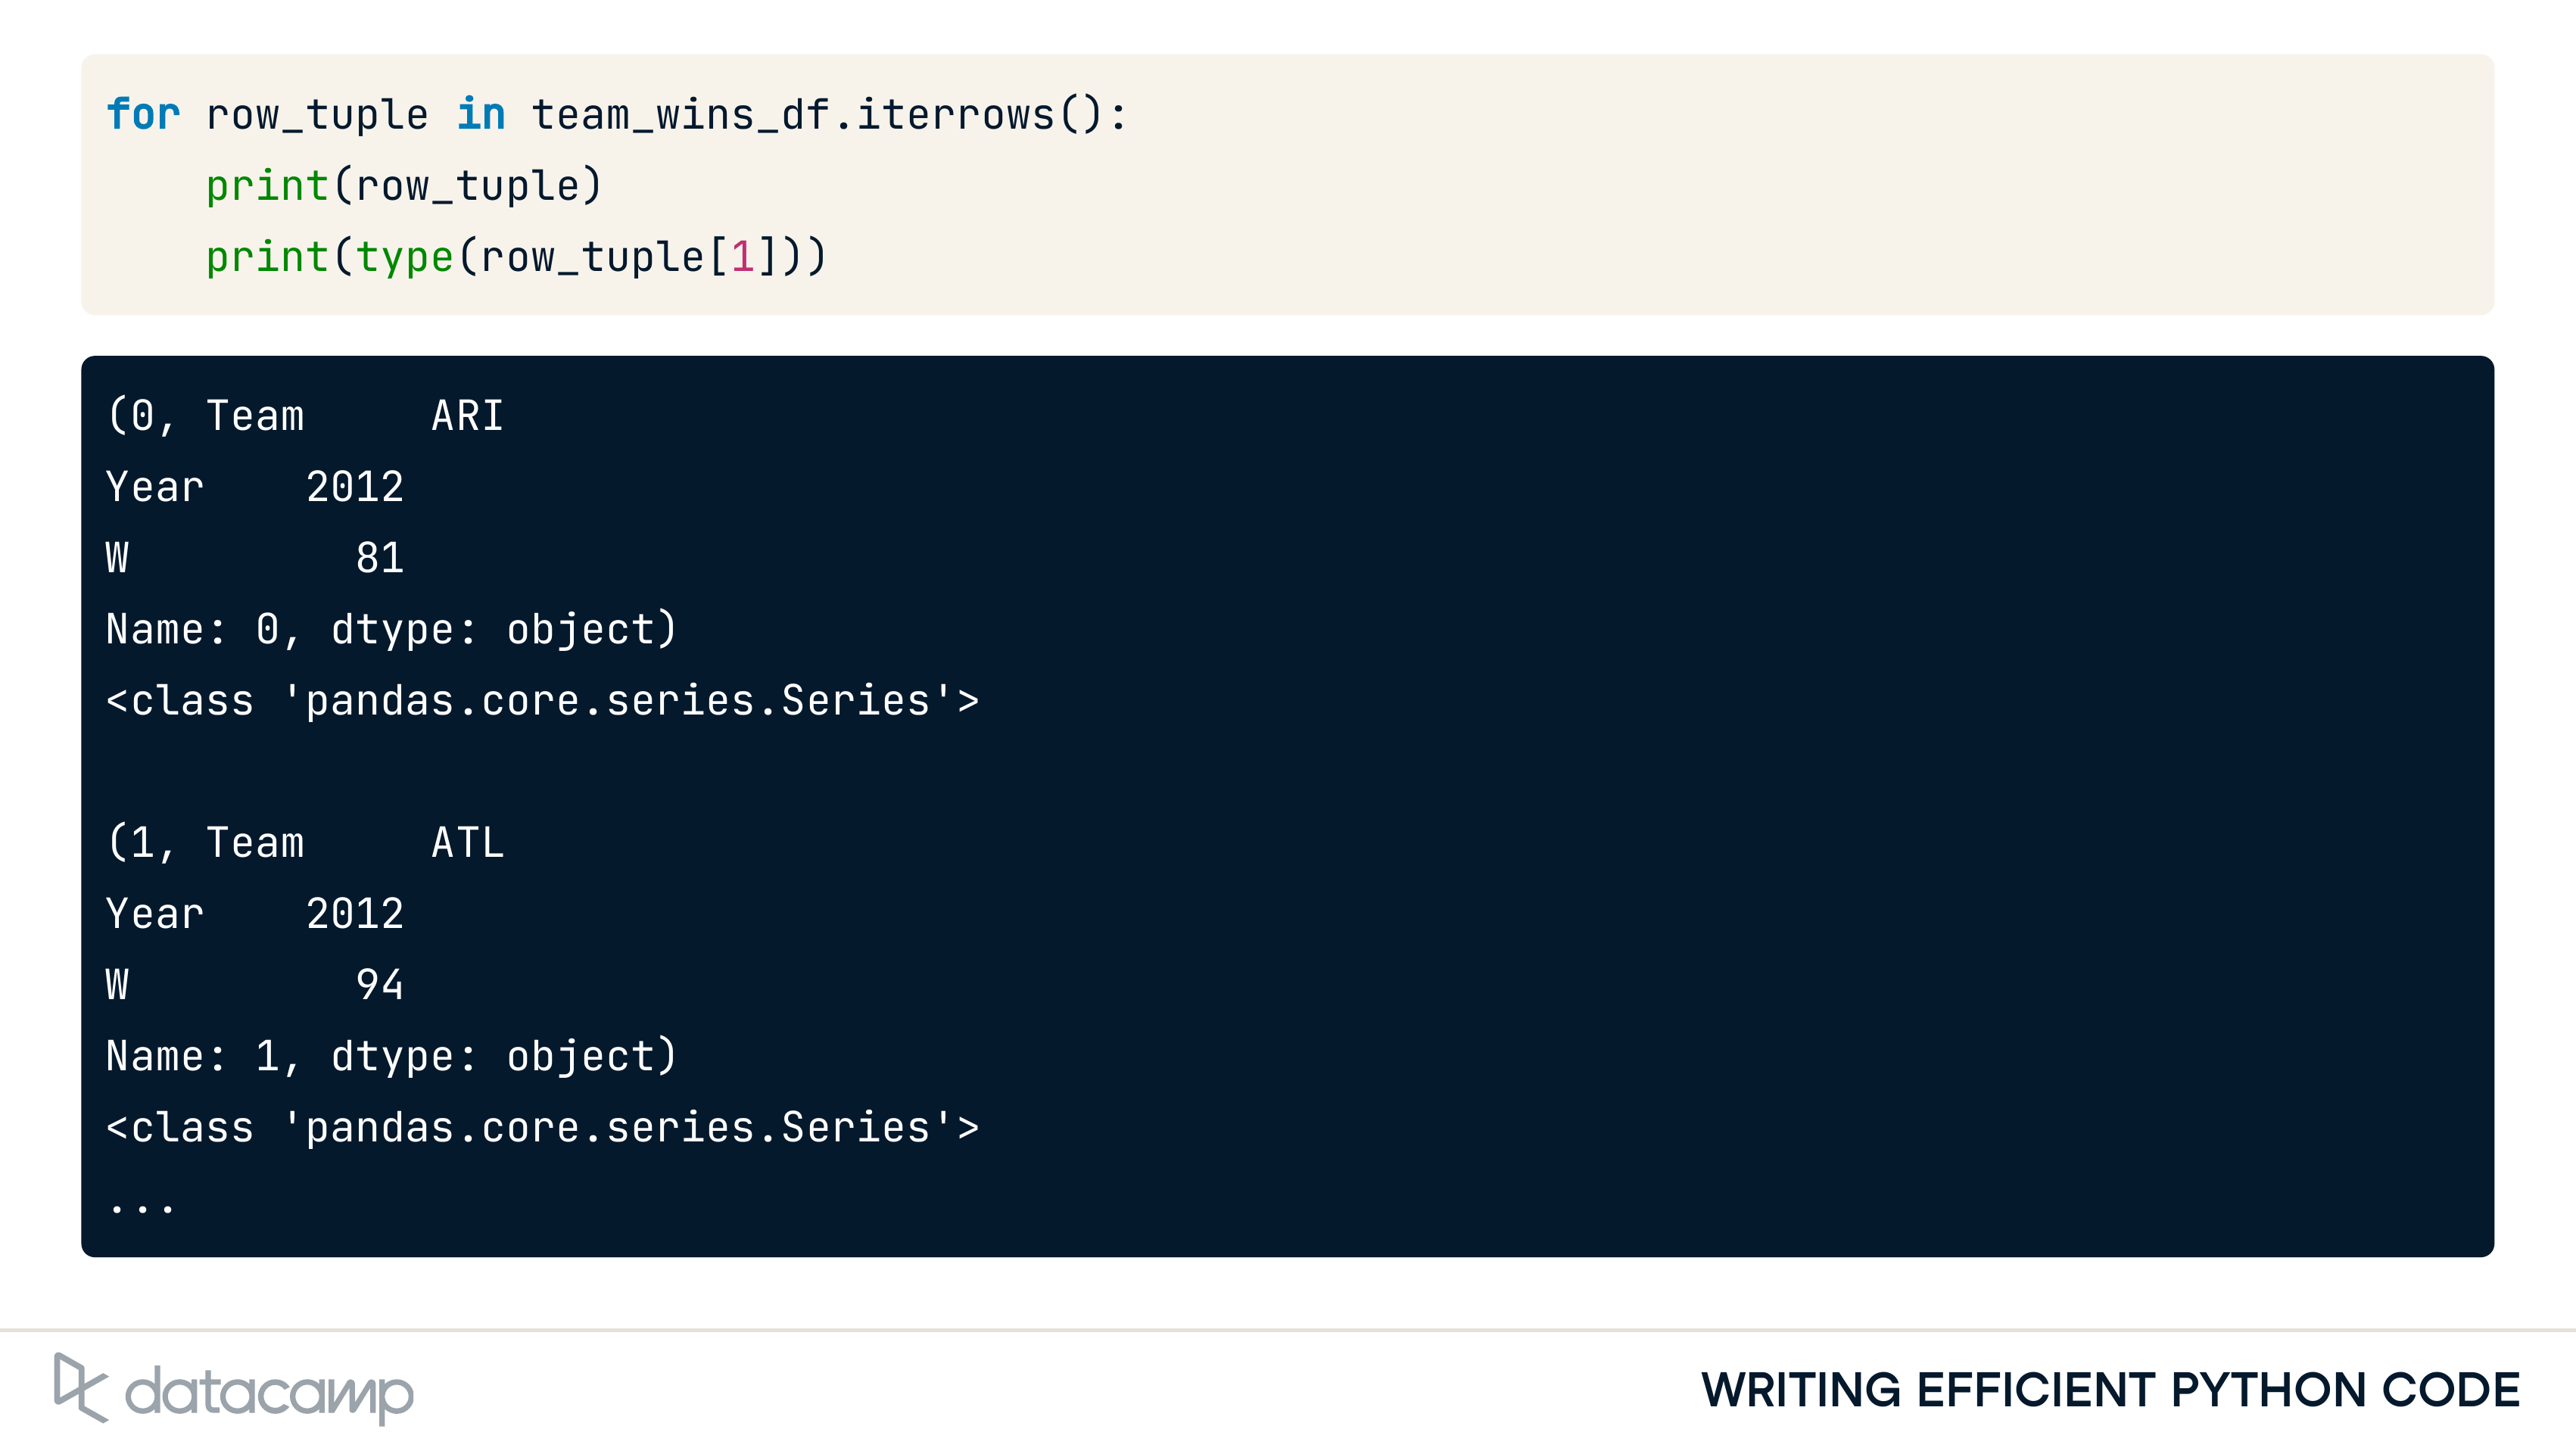 for row_tuple in team_wins_df.iterrows():
    print(row_tuple)
    print(type(row_tuple[1]))
(0, Team     ARI
Year    2012
W         81
Name: 0, dtype: object)
<class 'pandas.core.series.Series'>
(1, Team     ATL
Year    2012
W         94
Name: 1, dtype: object)
<class 'pandas.core.series.Series'>
...
datacamp
WRITING EFFICIENT PYTHON CODE